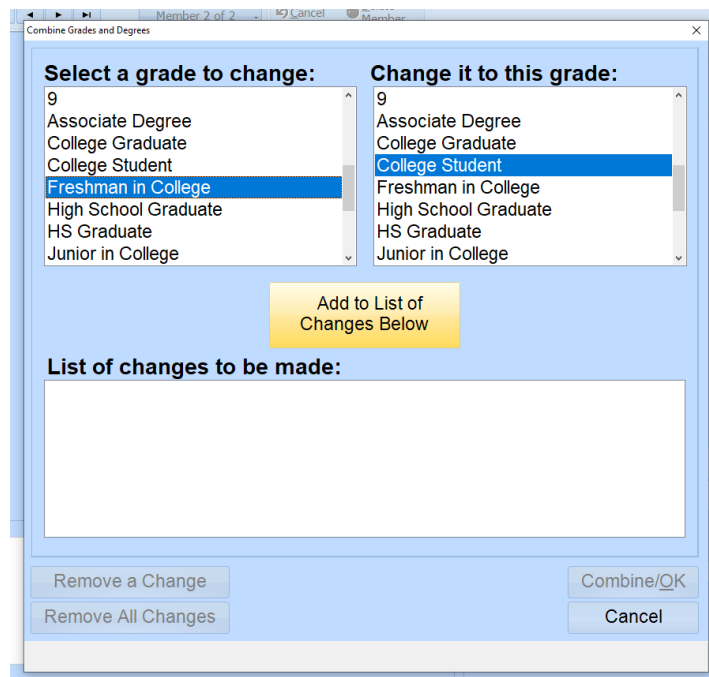 Member 2 of 2
Cancel
Member
Combine Grades and Degrees
Select a grade to change:
9
Associate Degree
College Graduate
College Student
Freshman in College
High School Graduate
HS Graduate
Junior in College
Change it to this grade:
9
Associate Degree
College Graduate
College Student
Freshman in College
High School Graduate
HS Graduate
Junior in College
Add to List of
Changes Below
List of changes to be made:
Remove a Change
Combine/OK
Remove All Changes
Cancel